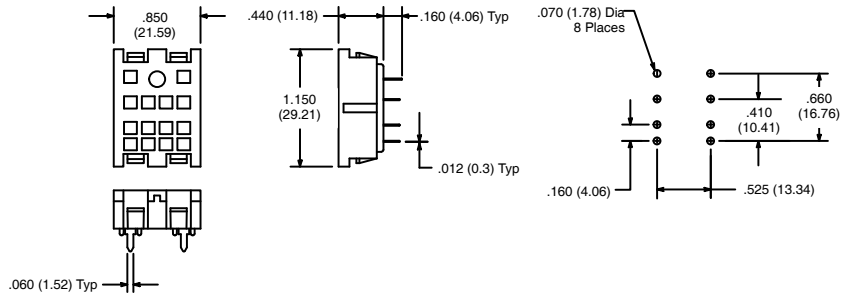 .850
(21.59)
.440 (11.18)
.160 (4.06) Typ
1.150
(29.21)
.012 (0.3) Typ
.060 (1.52) Typ
.070 (1.78) Dia
8 Places
.410
(10.41)
.660
(16.76)
.160 (4.06)
.525 (13.34)